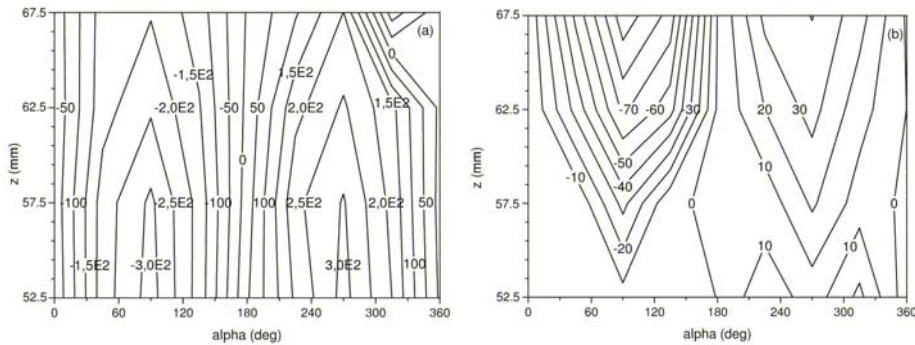 67.5
(a)
0
-1,5E2
1,5E2
-50
-2,0E2
-50
50
2,0E2
1,5E2
62.5
z (mm)
0
57.5
-100
-2,5E2
-100
100
2,5E2
2,0E2
50
-1,5E2
-3,0E2
3,0E2
100
52.5
0
60
120
180
240
300
360
alpha (deg)
67.5
(b)
62.5
-70
-60
-30
20
30
z (mm)
-50
-10
10
-40
57.5
0
0
-20
10
10
52.5
0
60
120
180
240
300
360
alpha (deg)